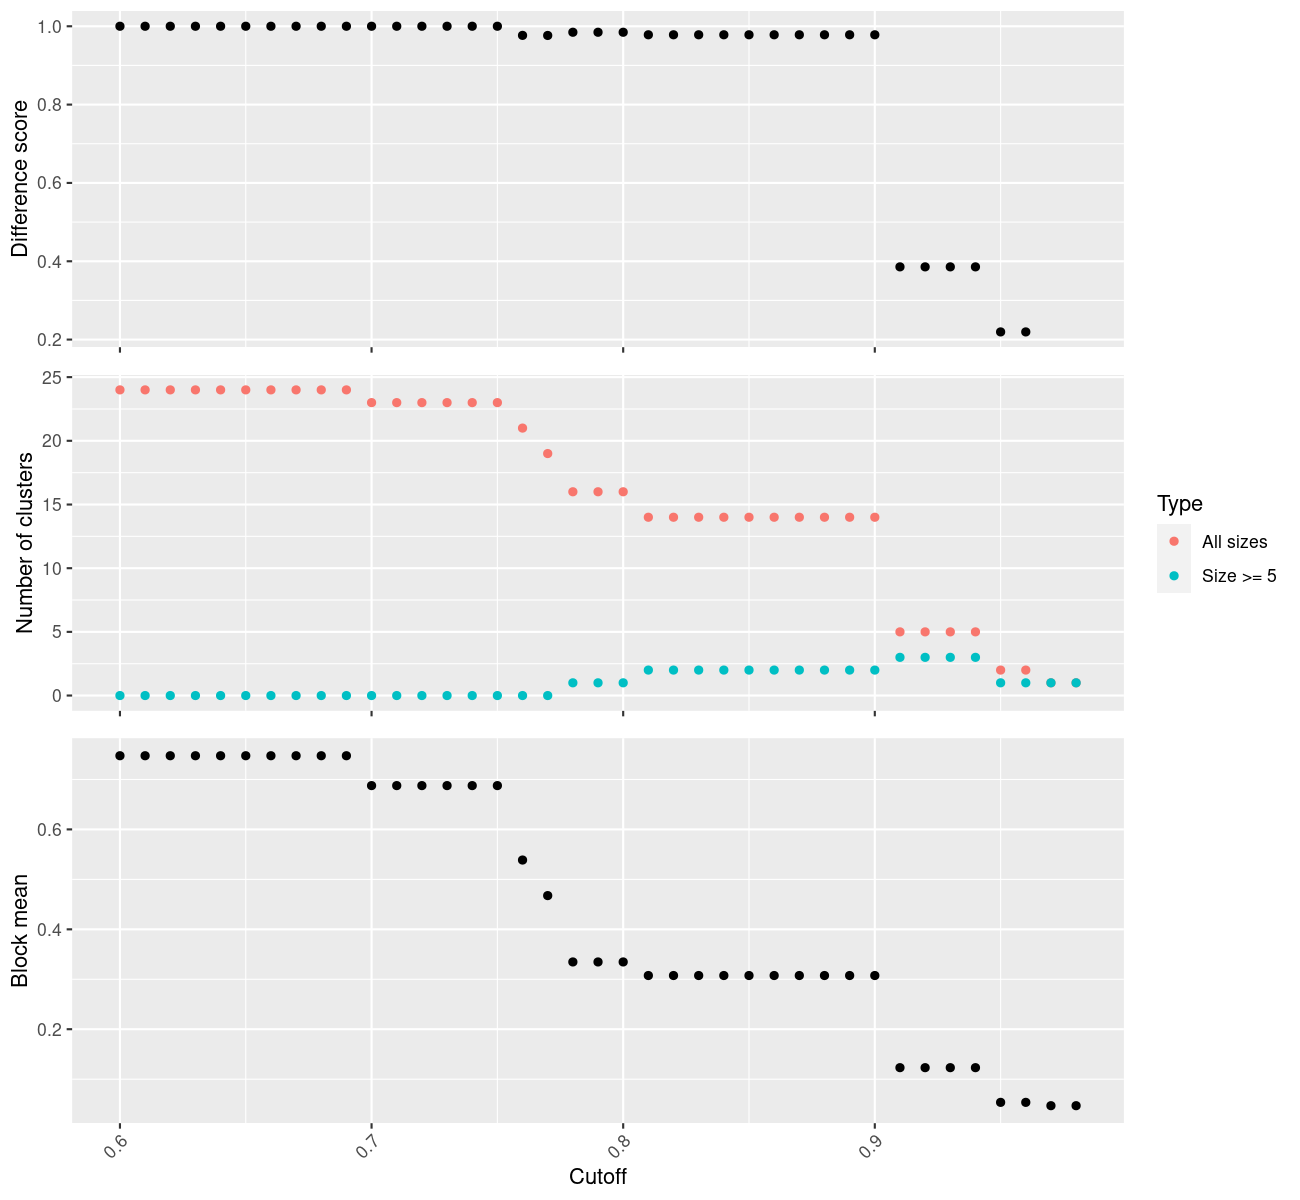 Difference score
1.0
0.8
0.6
0.4
0.2
Number of clusters
25
20
15
10
5
0
Type
All sizes
Size >= 5
Block mean
0.6
0.4
0.2
0.6
0.7
0.8
0.9
Cutoff